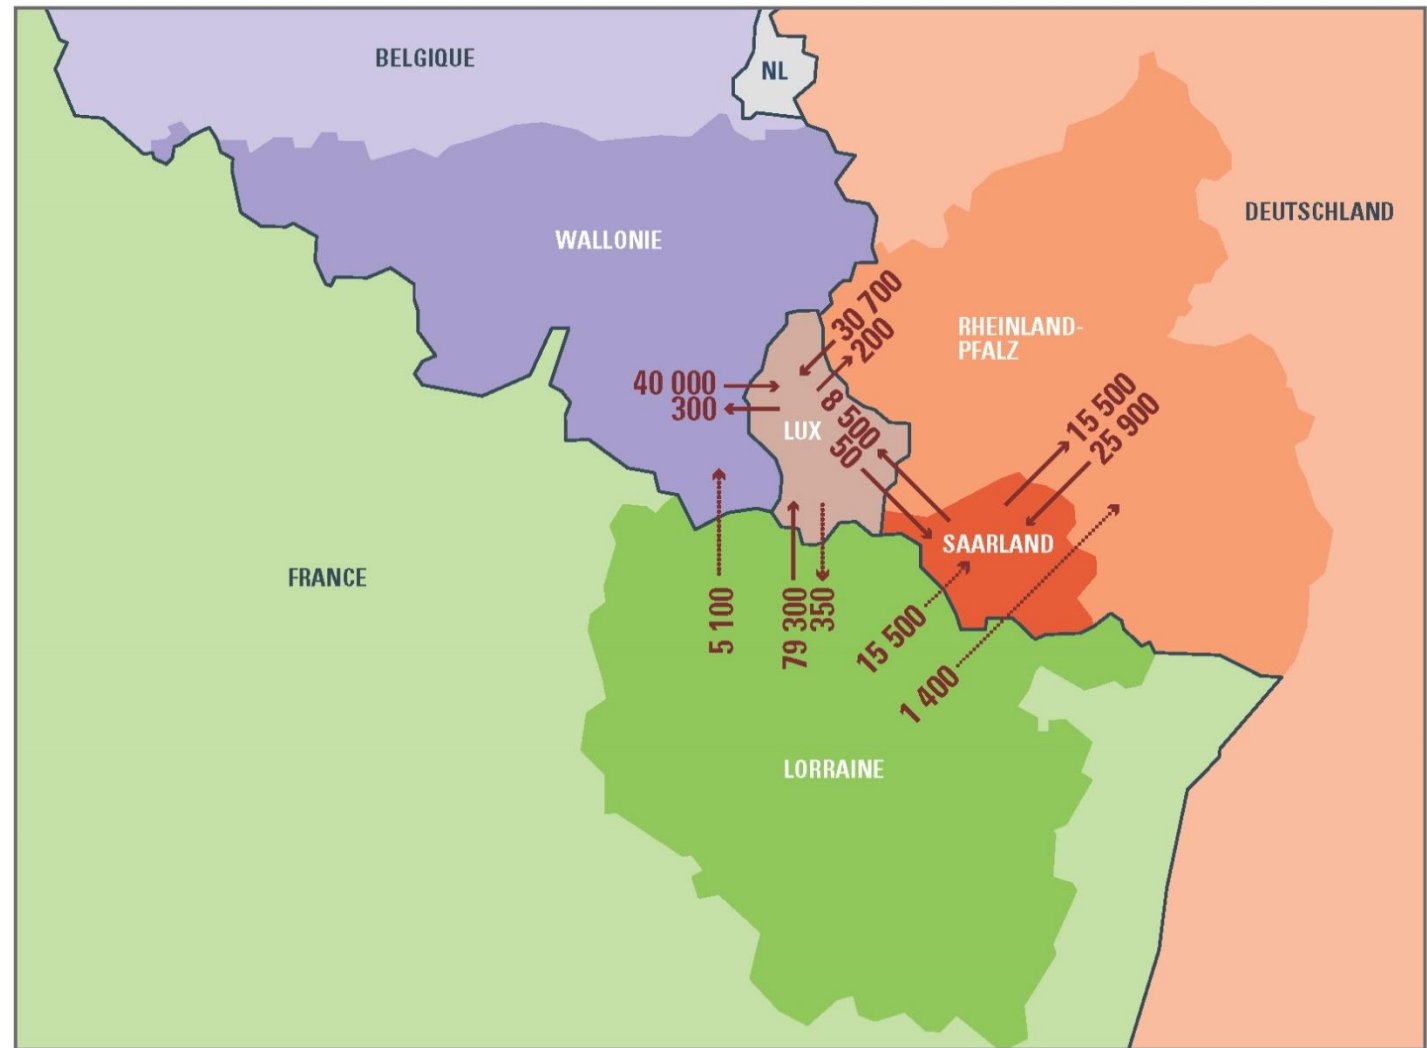 BELGIQUE
NL
DEUTSCHLAND
WALLONIE
30 700
200
RHEINLAND-
PFALZ
40 000
300
8 500
50
LUX
15 500
25 900
SAARLAND
FRANCE
5 100
79 300
350
15 500
1 400
LORRAINE